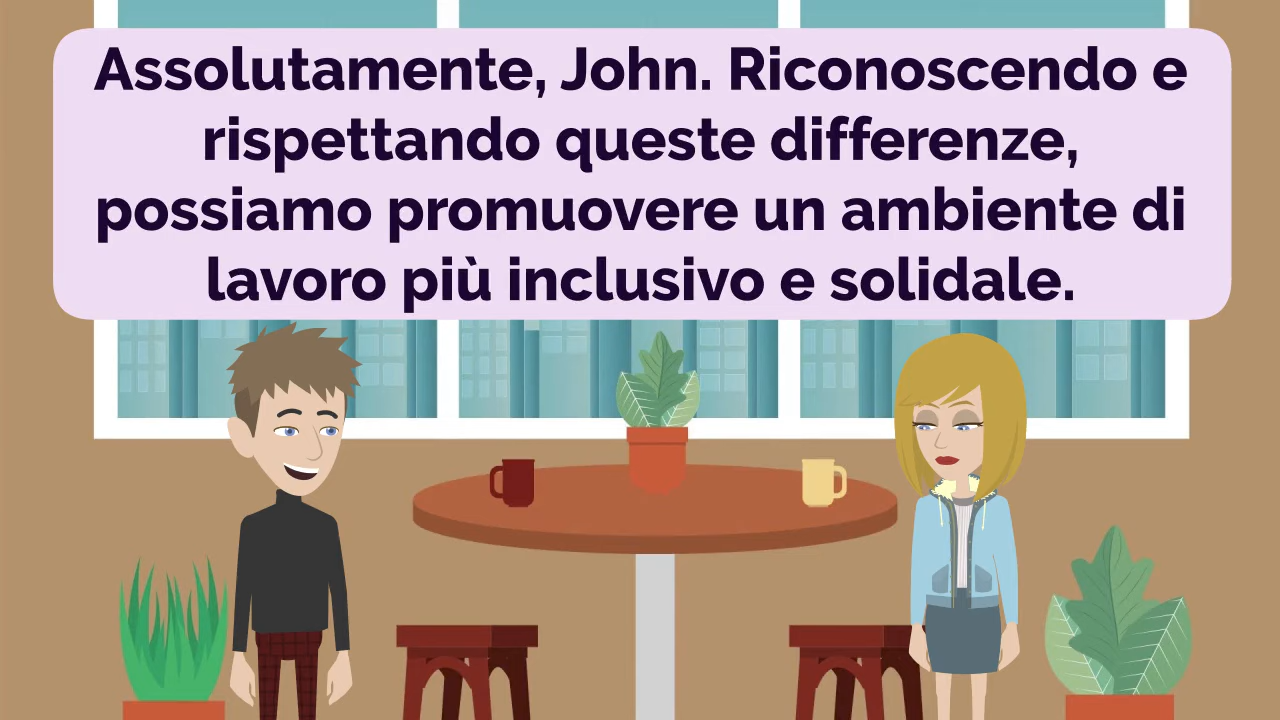 Assolutamente, John. Riconoscendo e
rispettando queste differenze,
possiamo promuovere un ambiente di
lavoro più inclusivo e solidale.